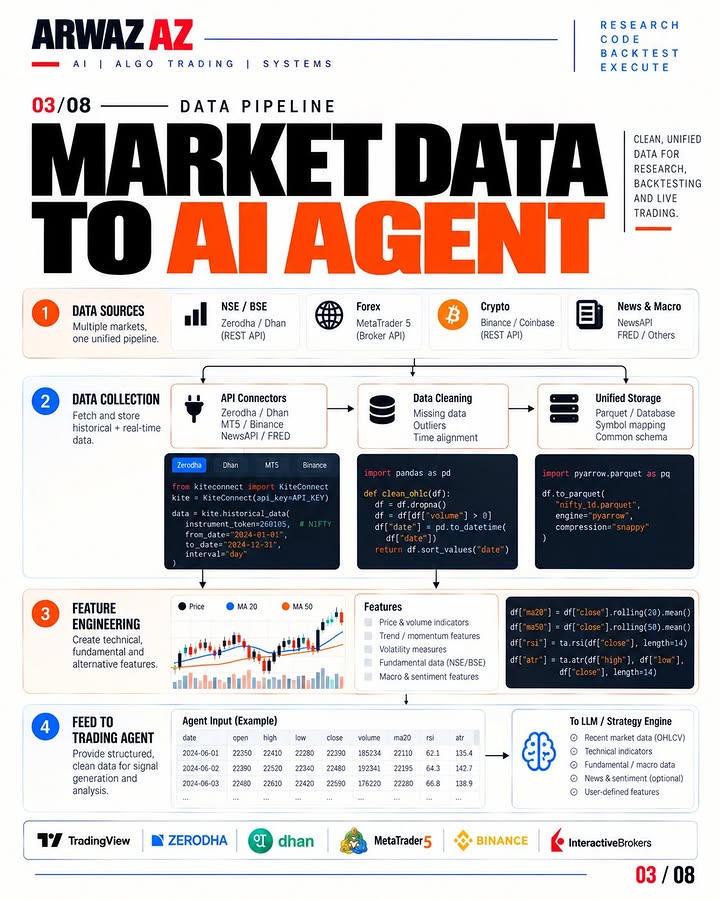 ARWAZ AZ
AI | ALGO TRADING | SYSTEMS
RESEARCH
CODE
BACKTEST
EXECUTE
03/08
DATA PIPELINE
MARKET DATA
TO AI AGENT
CLEAN, UNIFIED
DATA FOR
RESEARCH,
BACKTESTING
AND LIVE
TRADING.
1
DATA SOURCES
Multiple markets,
one unified pipeline.
NSE / BSE
Zerodha / Dhan
(REST API)
Forex
MetaTrader 5
(Broker API)
Crypto
Binance / Coinbase
(REST API)
News & Macro
NewsAPI
FRED / Others
2
DATA COLLECTION
Fetch and store
historical + real-time
data.
API Connectors
Zerodha / Dhan
MT5 / Binance
NewsAPI / FRED
Data Cleaning
Missing data
Outliers
Time alignment
Unified Storage
Parquet / Database
Symbol mapping
Common schema
Zerodha Dhan MT5 Binance
from kiteconnect import KiteConnect
kite = KiteConnect(api_key=API_KEY)
data = kite.historical_data(
instrument_token=260105, # NIFTY
from_date="2024-01-01",
to_date="2024-12-31",
interval="day"
)
import pandas as pd
def clean_ohlc(df):
df = df.dropna()
df = df[df["volume"] > 0]
df["date"] = pd.to_datetime(
df["date"])
return df.sort_values("date")
import pyarrow.parquet as pq
df.to_parquet(
"nifty_1d.parquet",
engine="pyarrow",
compression="snappy"
)
3
FEATURE
ENGINEERING
Create technical,
fundamental and
alternative features.
Price MA 20 MA 50
Features
Price & volume indicators
Trend / momentum features
Volatility measures
Fundamental data (NSE/BSE)
Macro & sentiment features
df["ma20"] = df["close"].rolling(20).mean()
df["ma50"] = df["close"].rolling(50).mean()
df["rsi"] = ta.rsi(df["close"], length=14)
df["atr"] = ta.atr(df["high"], df["low"],
df["close"], length=14)
4
FEED TO
TRADING AGENT
Provide structured,
clean data for signal
generation and
analysis.
Agent Input (Example)
date open high low close volume ma20 rsi atr
2024-06-01 22350 22410 22280 22390 185234 22110 62.1 135.4
2024-06-02 22390 22520 22340 22480 192341 22195 64.3 142.7
2024-06-03 22480 22610 22420 22590 176220 22280 66.8 138.9
... ... ... ... ... ... ... ... ...
To LLM / Strategy Engine
Recent market data (OHLCV)
Technical indicators
Fundamental / macro data
News & sentiment (optional)
User-defined features
TradingView
ZERODHA
dhan
MetaTrader 5
BINANCE
InteractiveBrokers
03 / 08